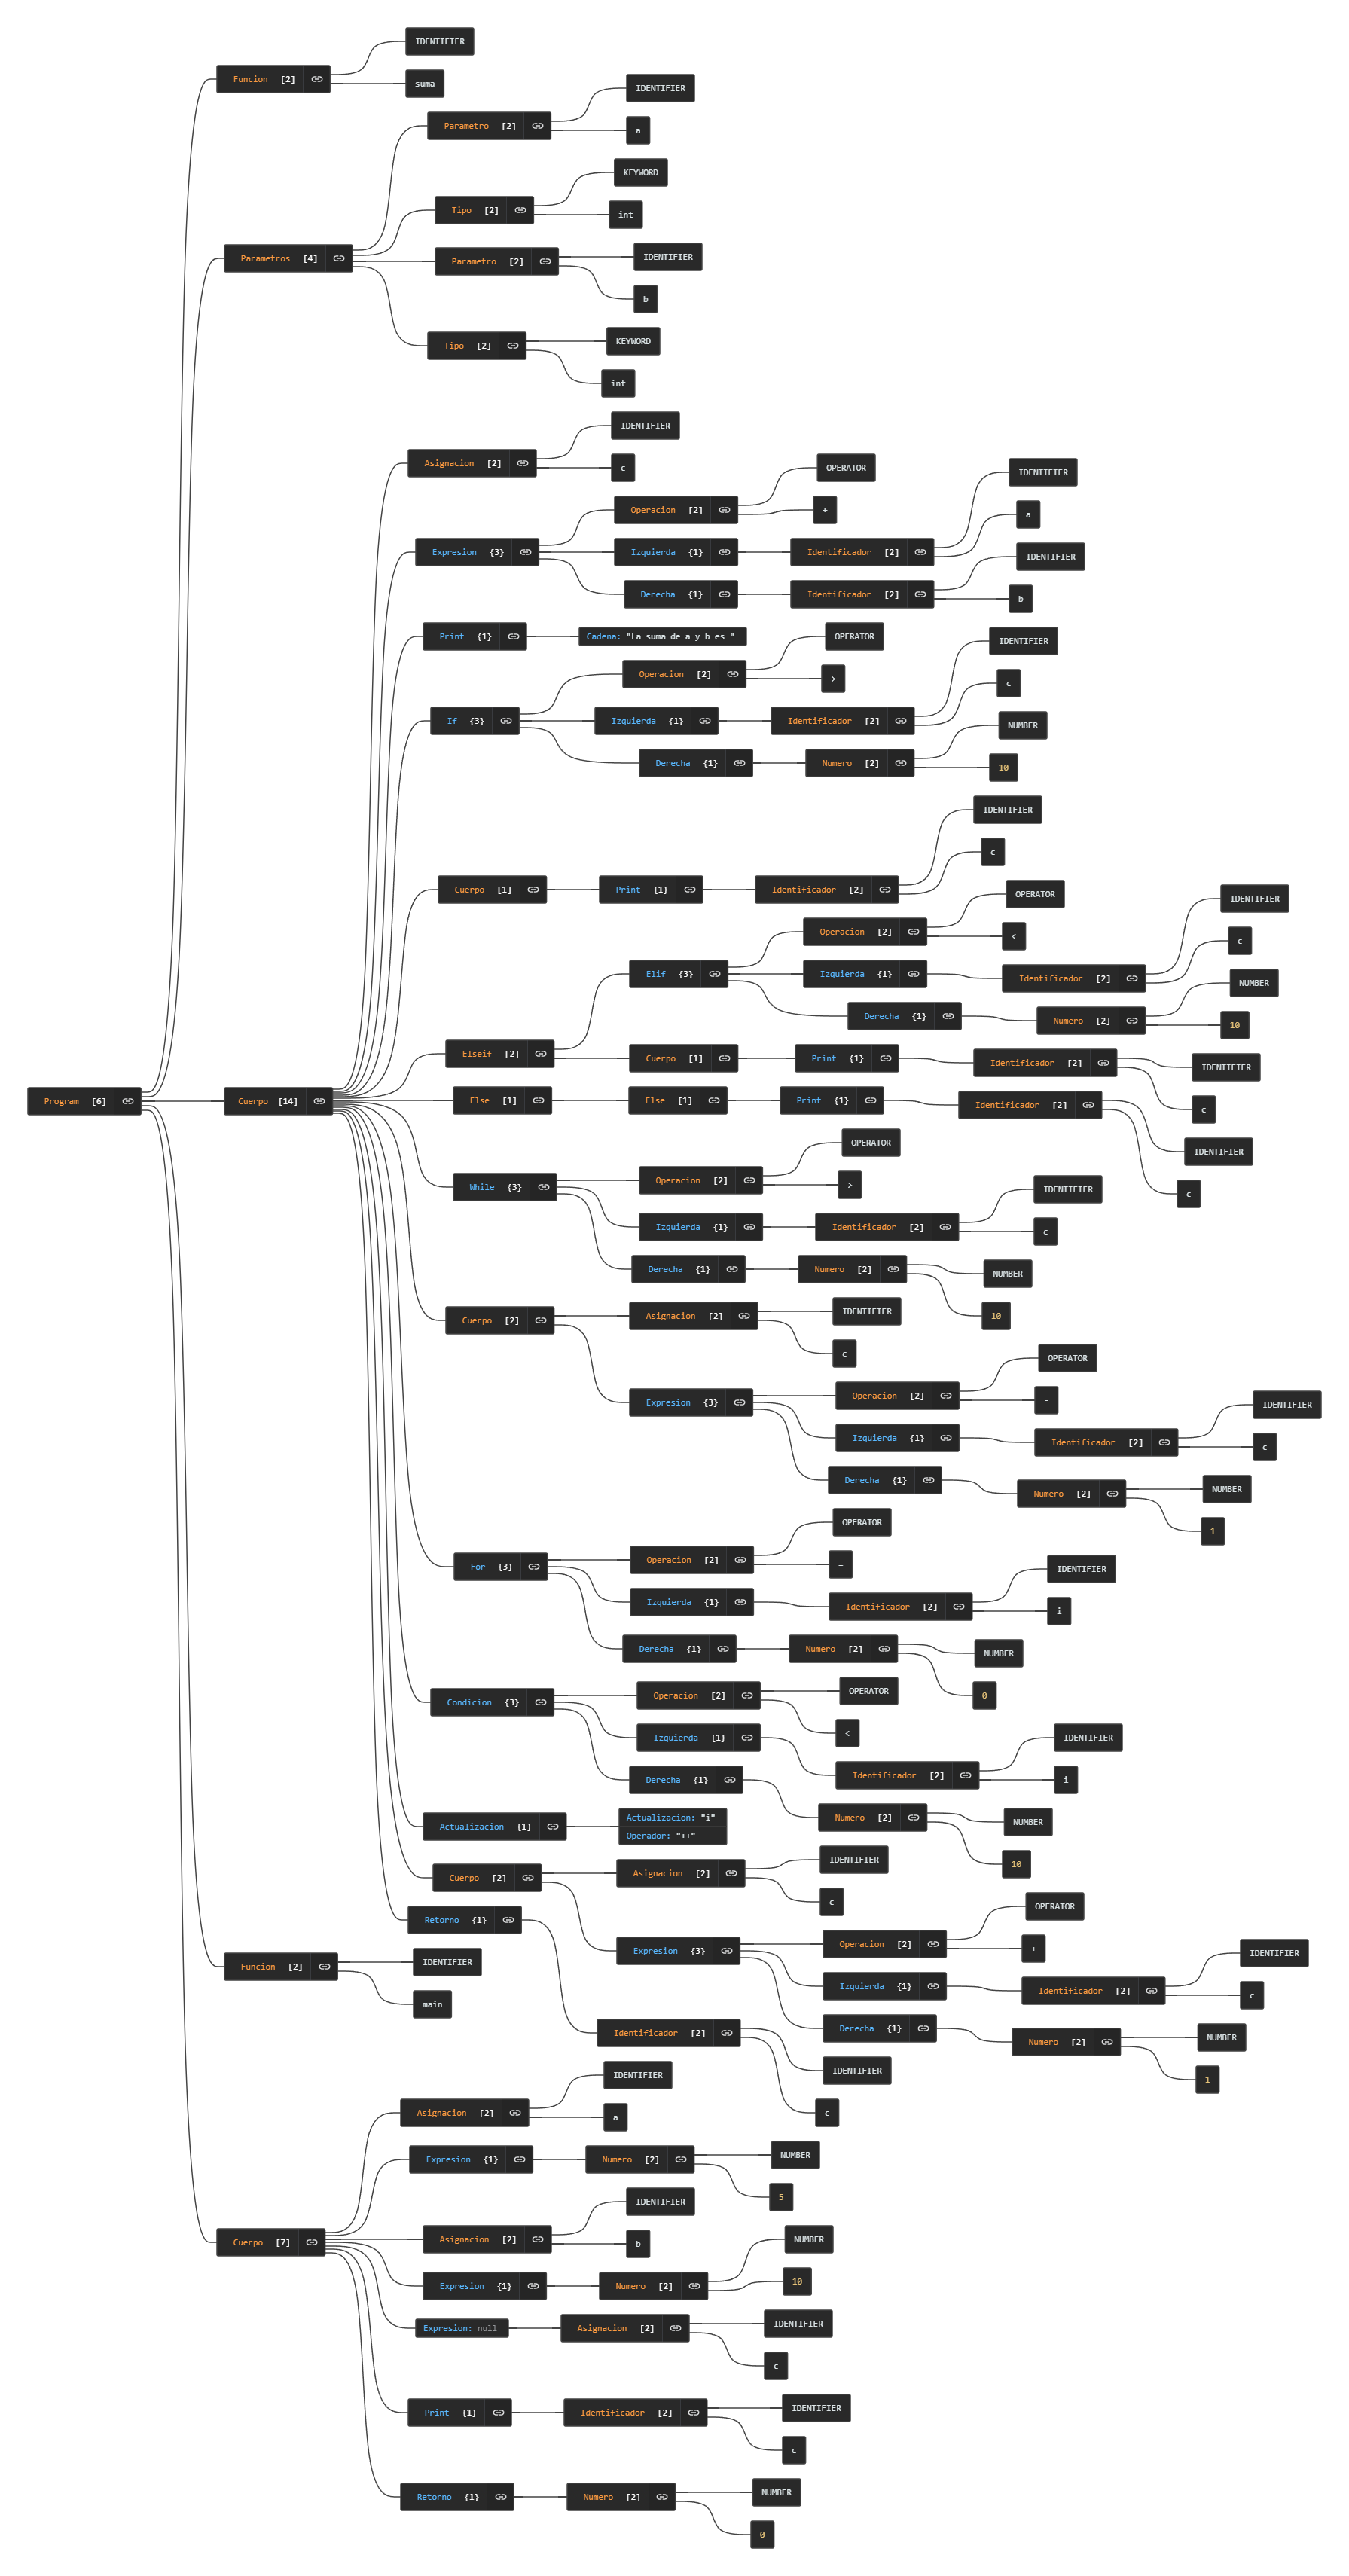 IDENTIFIER
Funcion [2]
suma
IDENTIFIER
Parametro [2]
a
KEYWORD
Tipo [2]
int
Parametros [4]
Parametro [2]
IDENTIFIER
b
KEYWORD
Tipo [2]
int
IDENTIFIER
Asignacion [2]
c
OPERATOR
IDENTIFIER
Operacion [2]
+
a
Expresion {3}
Izquierda {1}
Identificador [2]
IDENTIFIER
Derecha {1}
Identificador [2]
b
Print {1}
Cadena: "La suma de a y b es "
OPERATOR
IDENTIFIER
Operacion [2]
>
c
If {3}
Izquierda {1}
Identificador [2]
NUMBER
Derecha {1}
Numero [2]
10
IDENTIFIER
c
Cuerpo [1]
Print {1}
Identificador [2]
OPERATOR
IDENTIFIER
Operacion [2]
<
c
Elif {3}
Izquierda {1}
Identificador [2]
NUMBER
Derecha {1}
Numero [2]
10
Elseif [2]
Cuerpo [1]
Print {1}
Identificador [2]
IDENTIFIER
c
Program [6]
Cuerpo [14]
Else [1]
Else [1]
Print {1}
Identificador [2]
IDENTIFIER
c
OPERATOR
While {3}
Operacion [2]
>
IDENTIFIER
Izquierda {1}
Identificador [2]
c
Derecha {1}
Numero [2]
NUMBER
10
Cuerpo [2]
Asignacion [2]
IDENTIFIER
c
OPERATOR
Expresion {3}
Operacion [2]
-
IDENTIFIER
Izquierda {1}
Identificador [2]
c
Derecha {1}
Numero [2]
NUMBER
1
OPERATOR
For {3}
Operacion [2]
=
IDENTIFIER
Izquierda {1}
Identificador [2]
i
Derecha {1}
Numero [2]
NUMBER
0
Condicion {3}
Operacion [2]
OPERATOR
<
IDENTIFIER
Izquierda {1}
Identificador [2]
i
Derecha {1}
Numero [2]
NUMBER
10
Actualizacion {1}
Actualizacion: "i"
Operador: "++"
Cuerpo [2]
Asignacion [2]
IDENTIFIER
c
OPERATOR
Expresion {3}
Operacion [2]
+
IDENTIFIER
Izquierda {1}
Identificador [2]
c
Derecha {1}
Numero [2]
NUMBER
1
Retorno {1}
Identificador [2]
IDENTIFIER
c
Funcion [2]
IDENTIFIER
main
IDENTIFIER
Asignacion [2]
a
Expresion {1}
Numero [2]
NUMBER
5
IDENTIFIER
Cuerpo [7]
Asignacion [2]
b
NUMBER
Expresion {1}
Numero [2]
10
Expresion: null
Asignacion [2]
IDENTIFIER
c
Print {1}
Identificador [2]
IDENTIFIER
c
Retorno {1}
Numero [2]
NUMBER
0